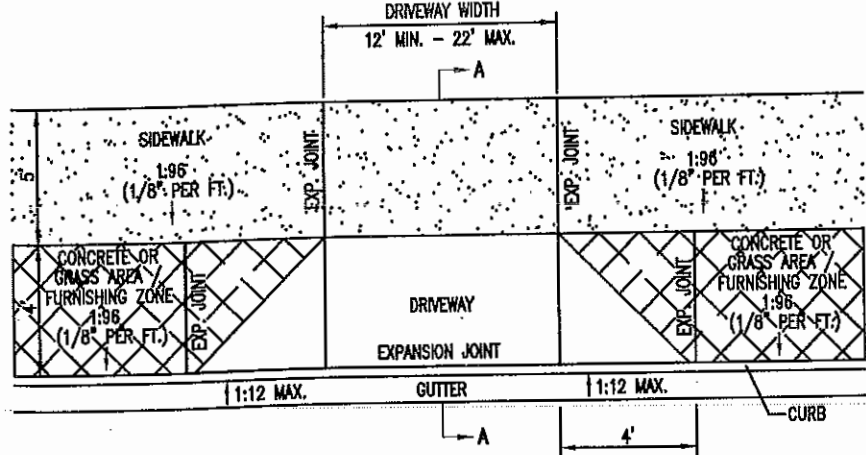 DRIVEWAY WIDTH
12' MIN. - 22' MAX.
A
SIDEWALK
1:96
(1/8" PER FT.)
EXP. JOINT
EXP. JOINT
SIDEWALK
1:96
(1/8" PER FT.)
5'
CONCRETE OR
GRASS AREA /
FURNISHING ZONE
1:96
(1/8" PER FT.)
EXP. JOINT
DRIVEWAY
EXP. JOINT
CONCRETE OR
GRASS AREA /
FURNISHING ZONE
1:96
(1/8" PER FT.)
4'
EXPANSION JOINT
1:12 MAX.
GUTTER
1:12 MAX.
CURB
A
4'